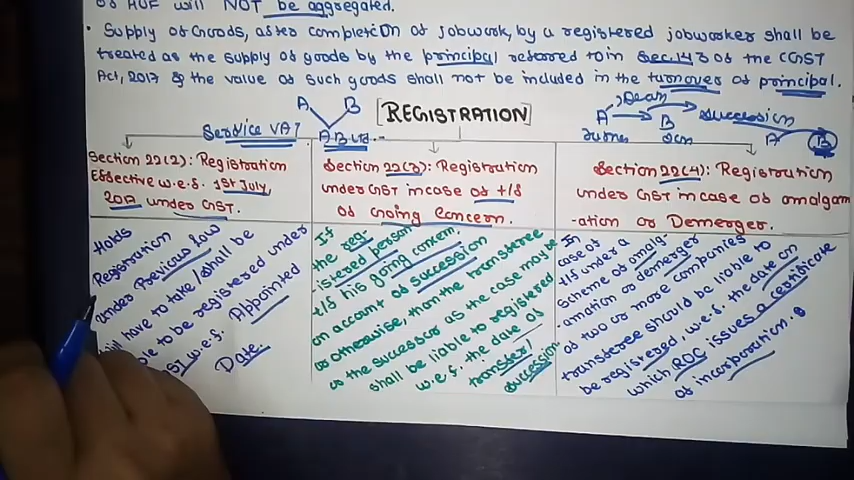 of HUF will NOT be aggregated.
• Supply of Goods, after completion of jobwork, by a registered jobworker shall be
treated as the supply of goods by the principal referred to in Sec.143 of the CGST
Act, 2017 & the value of such goods shall not be included in the turnover of principal.
A B
[REGISTRATION]
Service VAT
A B Ltd.
Death
A B succession
A B
Section 22(2): Registration
Effective w.e.f. 1st July,
2017 under GST.
Holds
Registration
under Previous Law
will have to take/shall be
to be registered under
w.e.f. Appointed
Date.
Section 22(3): Registration
under GST in case of t/f
of Going Concern.
If
the reg-
istered person
t/f his going concern
on account of succession
or otherwise, then the transferee
or the successor as the case may be
shall be liable to registered
w.e.f. the date of
transfer/
succession.
Section 22(4): Registration
under GST in case of amalgam
-ation or Demerger.
In
case of
t/f under a
scheme of amalg-
amation or demerger
of two or more companies
transferee should be liable to
be registered, w.e.f. the date on
which ROC issues a certificate
of incorporation.